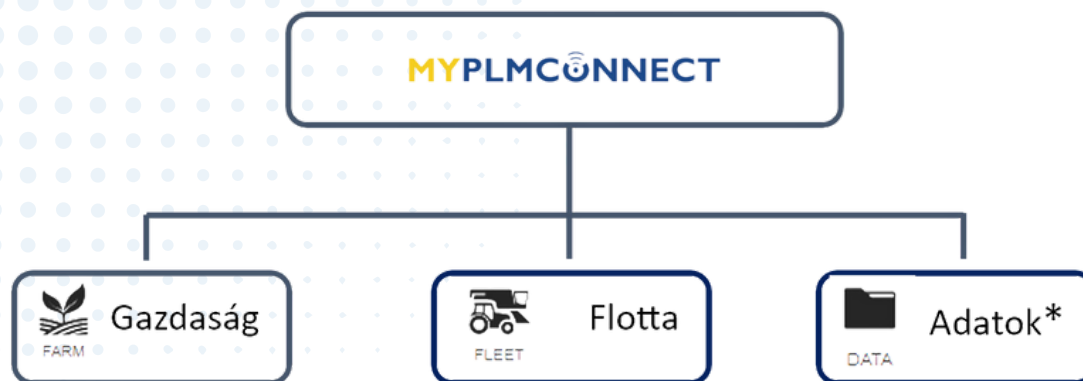 MYPLMCONNECT
Gazdaság
FARM
Flotta
FLEET
Adatok*
DATA